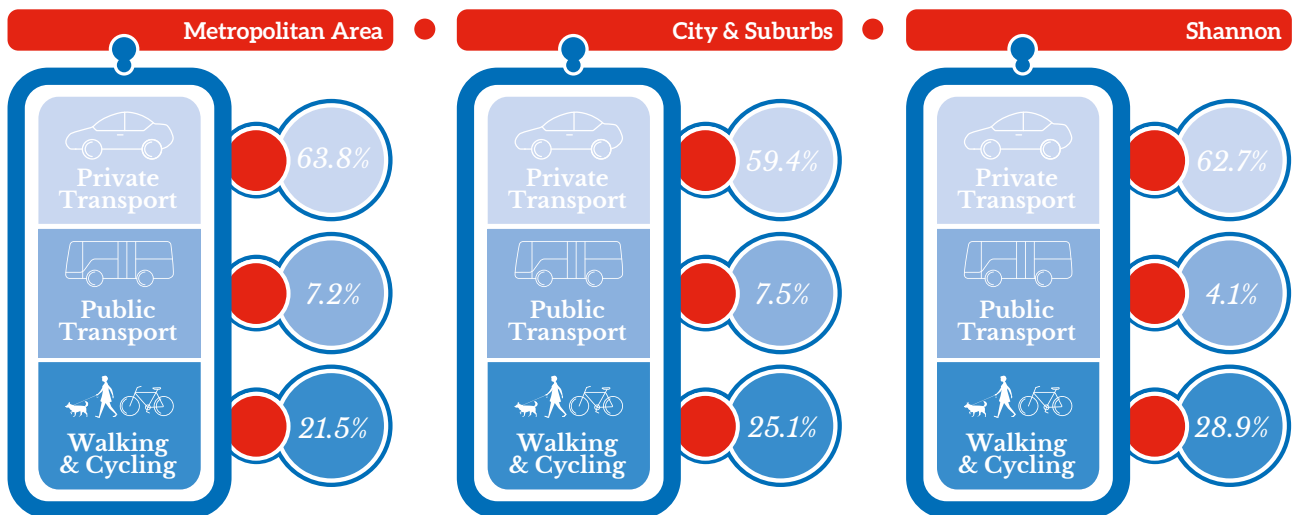 Metropolitan Area
Private
Transport
63.8%
Public
Transport
7.2%
Walking
& Cycling
21.5%
City & Suburbs
Private
Transport
59.4%
Public
Transport
7.5%
Walking
& Cycling
25.1%
Shannon
Private
Transport
62.7%
Public
Transport
4.1%
Walking
& Cycling
28.9%